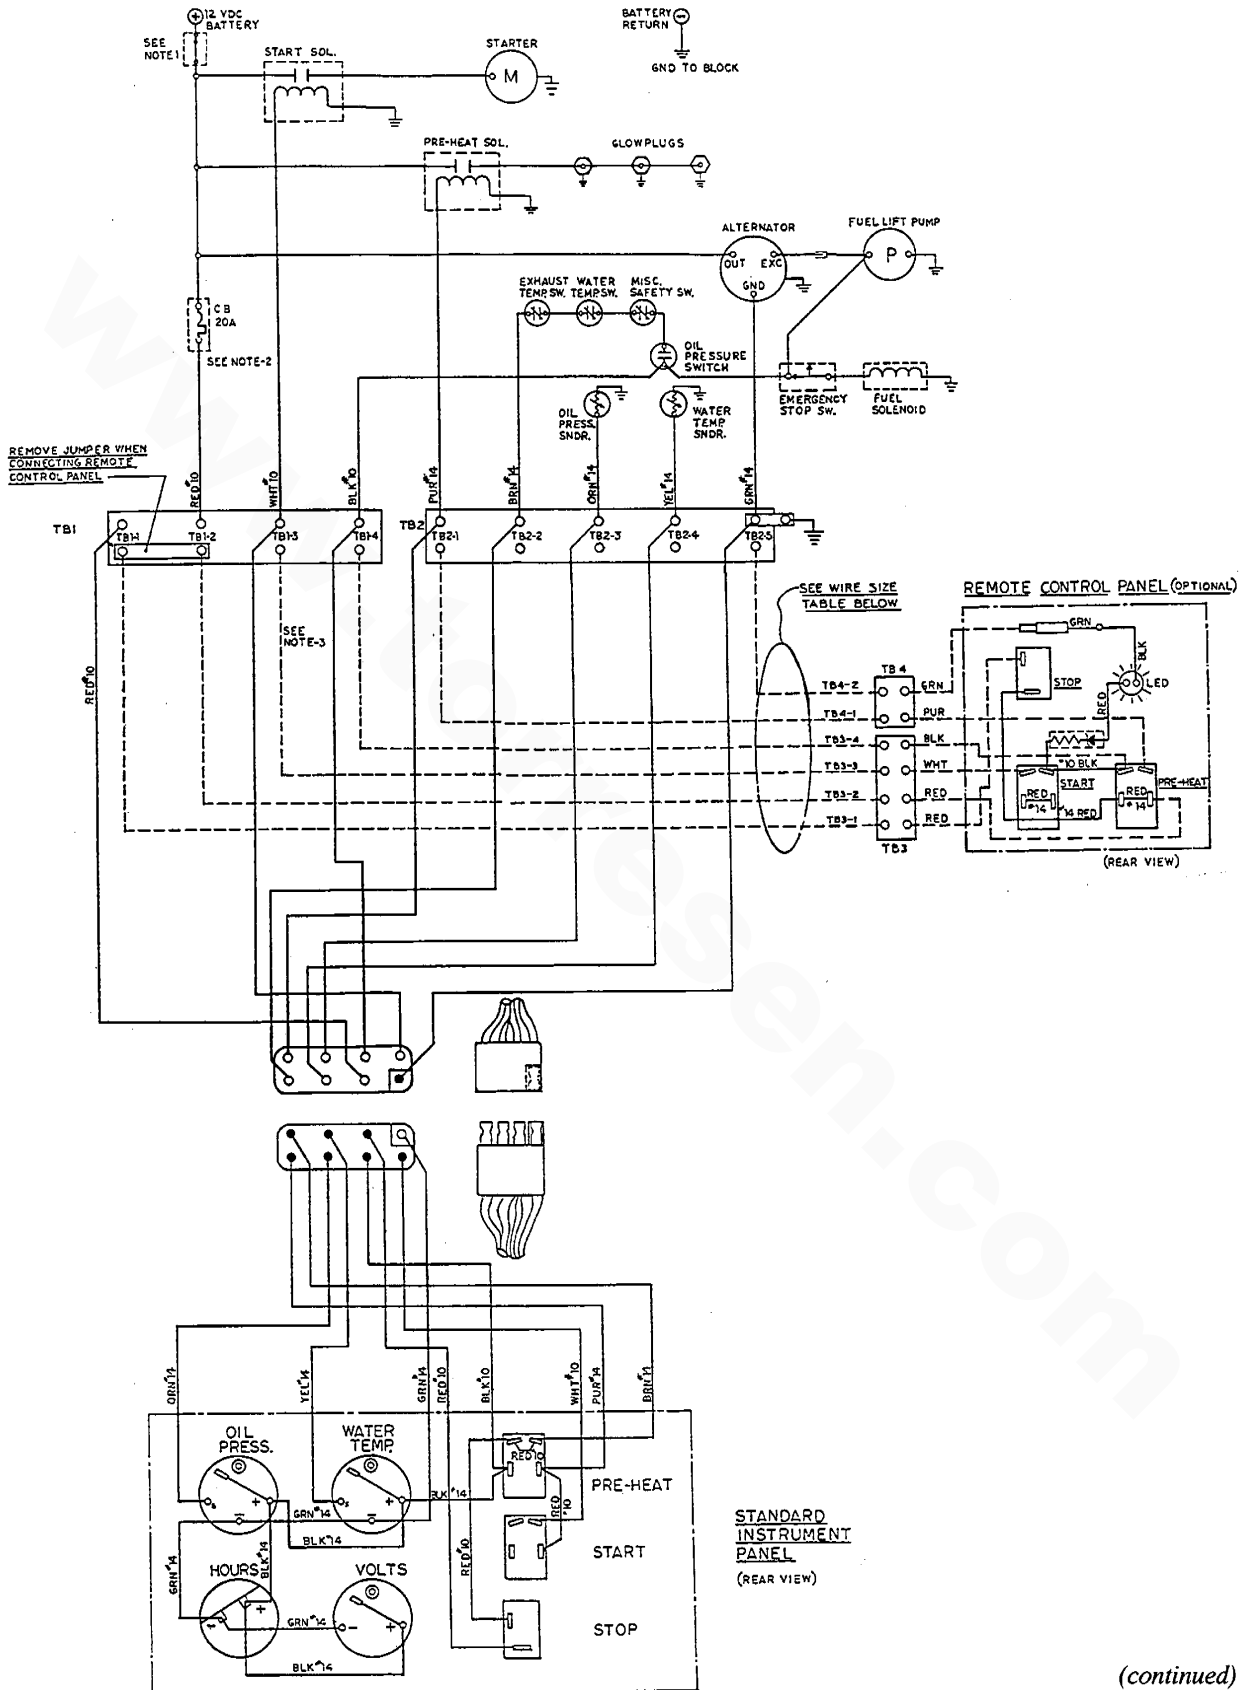 12 VDC
BATTERY
BATTERY
RETURN
GND TO BLOCK
SEE
NOTE 1
START SOL.
STARTER
M
PRE-HEAT SOL.
GLOWPLUGS
ALTERNATOR
OUT
EXC
GND
FUEL LIFT PUMP
P
EXHAUST
TEMP. SW.
WATER
TEMP. SW.
MISC.
SAFETY SW.
CB
20A
SEE NOTE-2
OIL
PRESSURE
SWITCH
EMERGENCY
STOP SW.
FUEL
SOLENOID
OIL
PRESS.
SNDR.
WATER
TEMP.
SNDR.
REMOVE JUMPER WHEN
CONNECTING REMOTE
CONTROL PANEL
RED#10
WHT#10
BLK#10
PUR#14
BRN#14
ORN#14
YEL#14
GRN#14
TB1
TB1-1
TB1-2
TB1-3
TB1-4
TB2
TB2-1
TB2-2
TB2-3
TB2-4
TB2-5
SEE WIRE SIZE
TABLE BELOW
REMOTE CONTROL PANEL (OPTIONAL)
SEE
NOTE-3
RED#10
GRN
BLK
STOP
LED
RED
TB4
TB4-2
GRN
TB4-1
PUR
TB3-4
BLK
TB3-3
WHT
TB3-2
RED
TB3-1
RED
TB3
#10 BLK
START
PRE-HEAT
RED
#14
#14 RED
RED
#14
(REAR VIEW)
ORN#14
YEL#14
GRN#14
RED#10
BLK#10
WHT#10
PUR#14
BRN#14
OIL
PRESS.
WATER
TEMP.
S
+
-
S
+
-
GRN#14
BLK#14
BLK#14
RED10
PRE-HEAT
RED
#10
START
RED#10
STOP
GRN#14
BLK#14
HOURS
VOLTS
-
+
GRN#14
-
+
BLK#14
STANDARD
INSTRUMENT
PANEL
(REAR VIEW)
(continued)
www.torresen.com